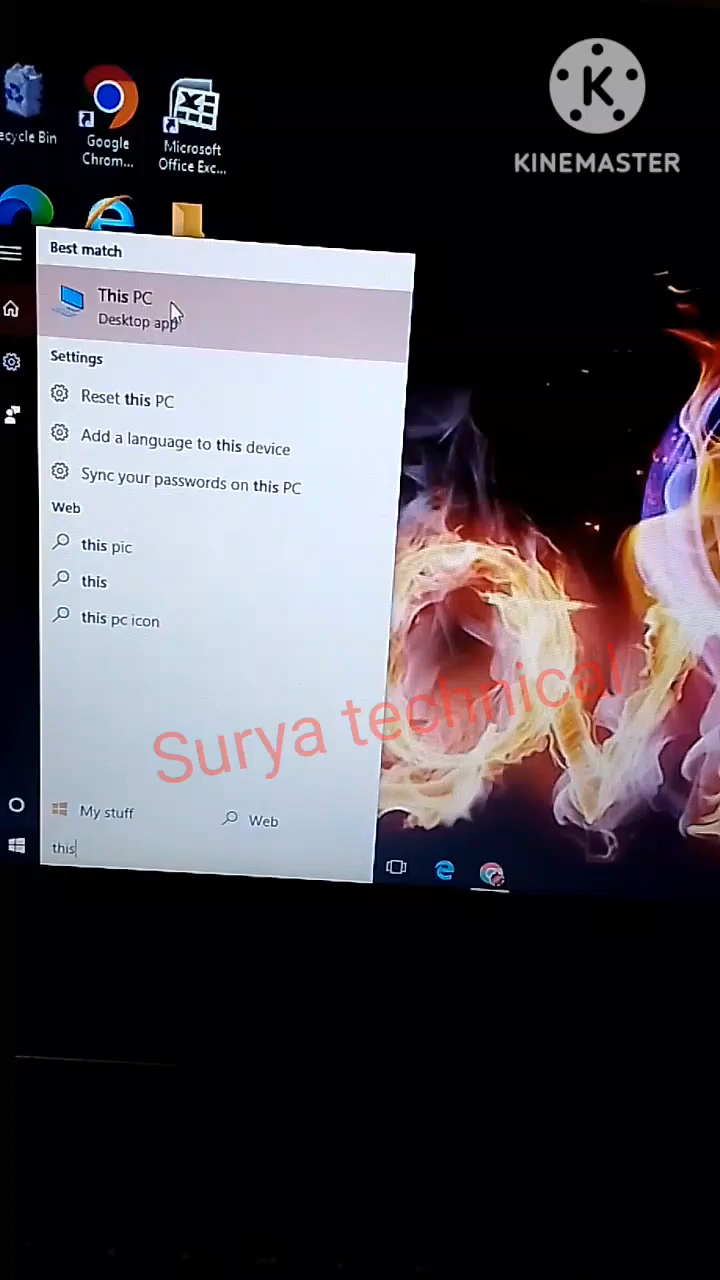 KINEMASTER
ecycle Bin
Google
Chrom...
Microsoft
Office Exc...
Best match
This PC
Desktop app
Settings
Reset this PC
Add a language to this device
Sync your passwords on this PC
Web
this pic
this
this pc icon
Surya technical
My stuff
Web
this